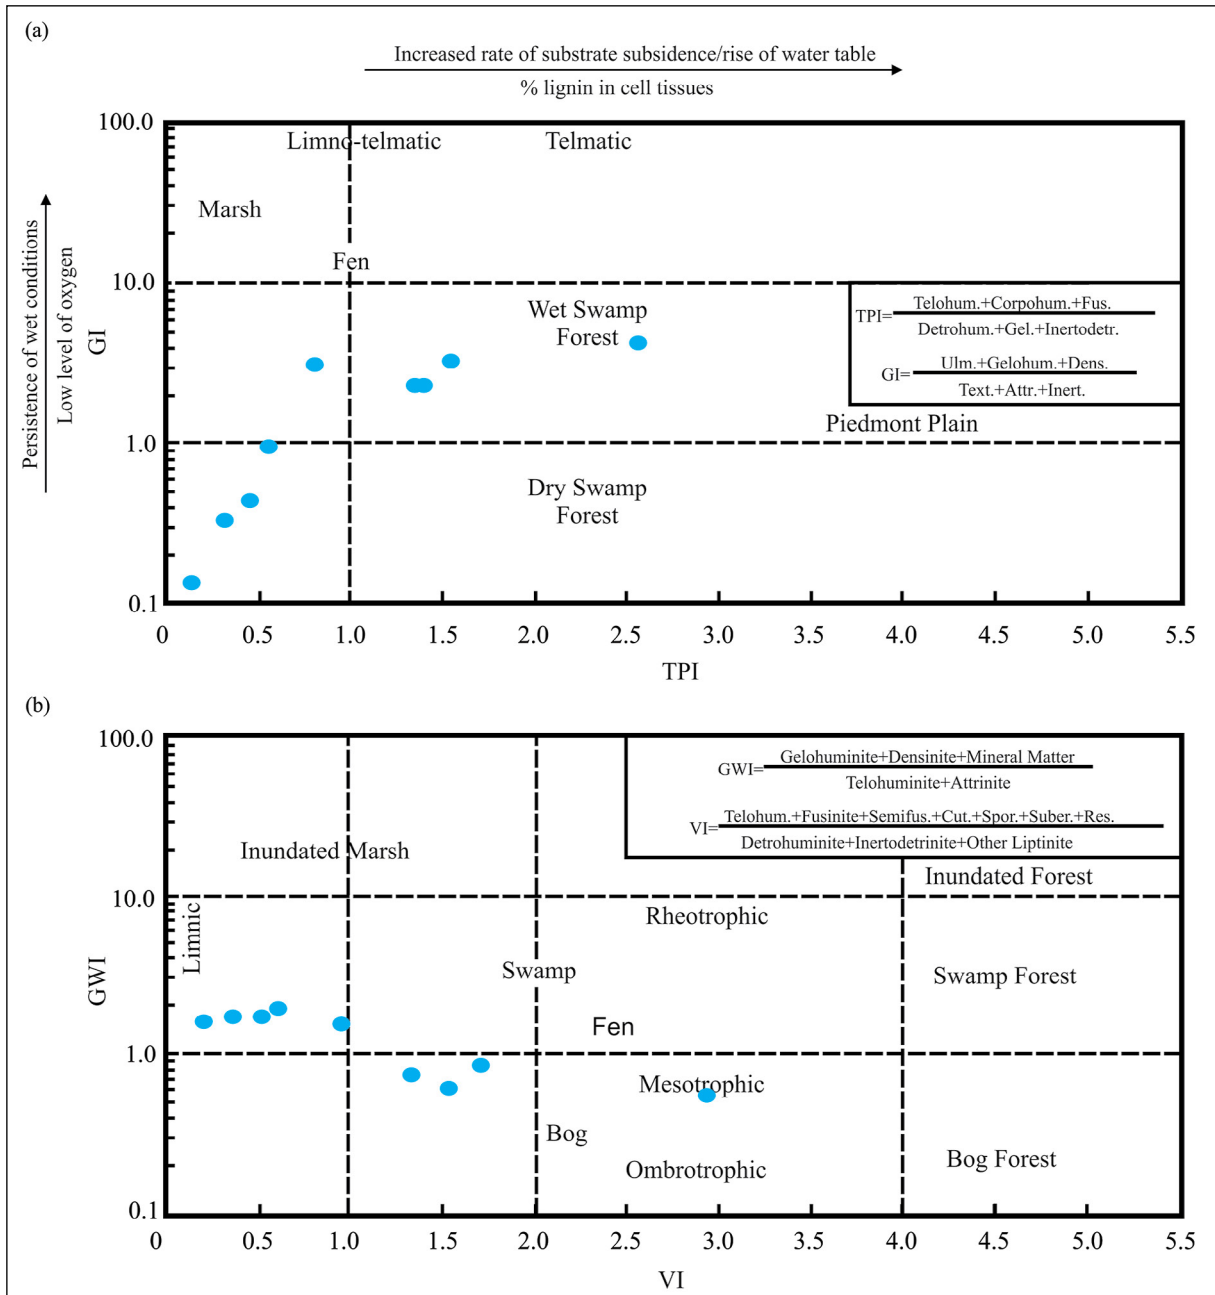 (a)
Increased rate of substrate subsidence/rise of water table
% lignin in cell tissues
100.0
Limno-telmatic
Telmatic
Marsh
Fen
10.0
Wet Swamp
Forest
TPI=
Telohum.+Corpohum.+Fus.
Detrohum.+Gel.+Inertodetr.
GI=
Ulm.+Gelohum.+Dens.
Text.+Attr.+Inert.
Piedmont Plain
1.0
Dry Swamp
Forest
0.1
Persistence of wet conditions
Low level of oxygen
GI
0 0.5 1.0 1.5 2.0 2.5 3.0 3.5 4.0 4.5 5.0 5.5
TPI
(b)
100.0
GWI=
Gelohuminite+Densinite+Mineral Matter
Telohuminite+Attrinite
VI=
Telohum.+Fusinite+Semifus.+Cut.+Spor.+Suber.+Res.
Detrohuminite+Inertodetrinite+Other Liptinite
Inundated Marsh
Inundated Forest
10.0
Limnic
Rheotrophic
Swamp
Swamp Forest
Fen
1.0
Mesotrophic
Bog
Ombrotrophic
Bog Forest
0.1
GWI
0 0.5 1.0 1.5 2.0 2.5 3.0 3.5 4.0 4.5 5.0 5.5
VI